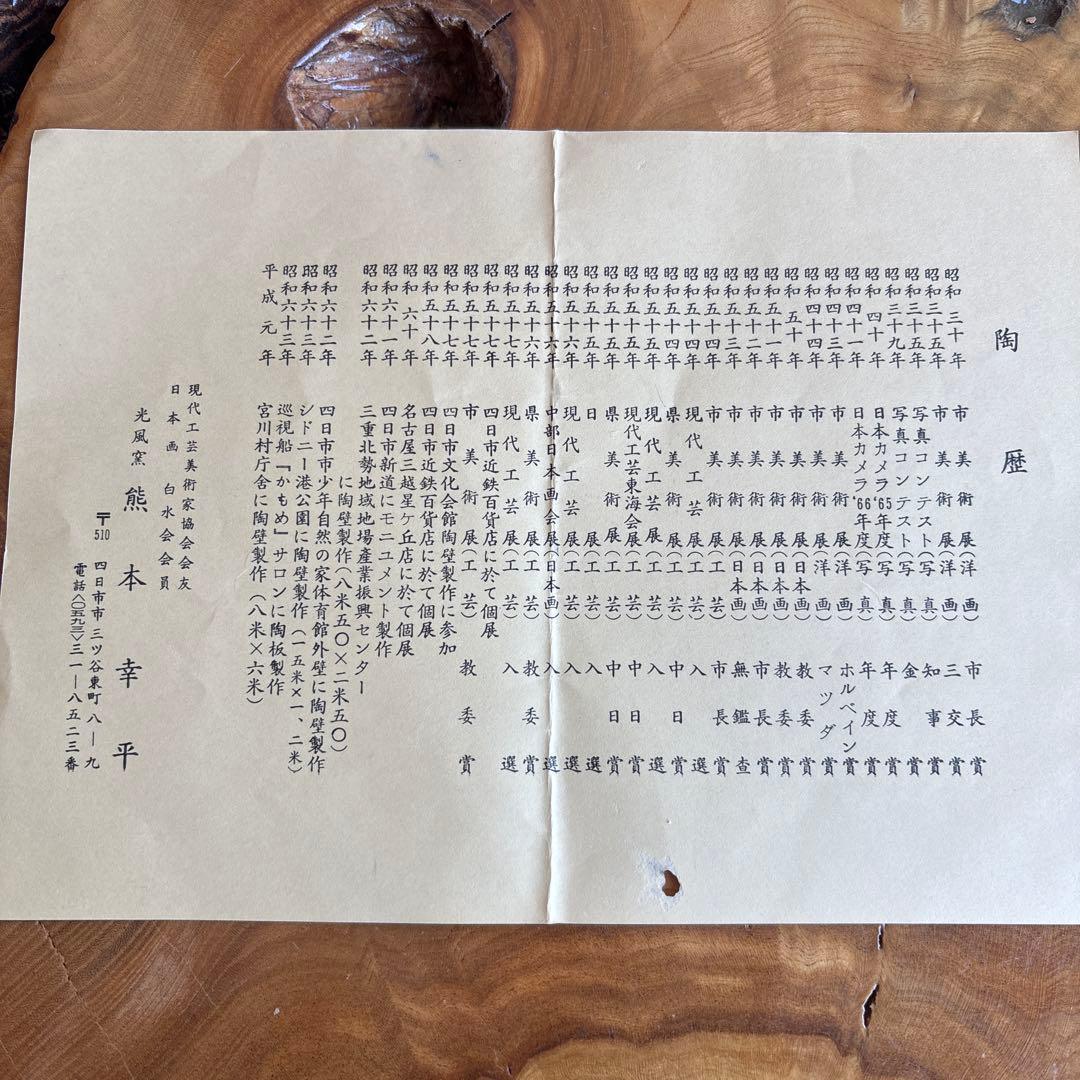 陶歴
昭和三十年 市美術展(洋画) 市長賞
昭和三十五年 市美術展(洋画) 三交賞
昭和三十五年 写真コンテスト(写真) 知事賞
昭和三十九年 写真コンテスト(写真) 金賞
昭和四十年 日本カメラ'65年度(写真) 年度賞
昭和四十一年 日本カメラ'66年度(写真) 年度賞
昭和四十三年 市美術展(洋画) ホルベイン賞
昭和四十四年 市美術展(洋画) マツダ賞
昭和五十年 市美術展(日本画) 教委賞
昭和五十一年 市美術展(日本画) 教委賞
昭和五十二年 市美術展(日本画) 市長賞
昭和五十三年 市美術展(日本画) 無鑑査
昭和五十四年 市美術展(工芸) 市長賞
昭和五十四年 現代工芸展(工芸) 入選
昭和五十四年 県美術展(工芸) 中日賞
昭和五十五年 現代工芸展(工芸) 入選
昭和五十五年 現代工芸東海会展(工芸) 中日賞
昭和五十五年 県美術展(工芸) 中日賞
昭和五十五年 日展(工芸) 入選
昭和五十六年 現代工芸展(工芸) 入選
昭和五十六年 中部日本画会展(日本画) 入選
昭和五十六年 県美術展(工芸) 教委賞
昭和五十七年 現代工芸展(工芸) 入選
昭和五十七年 四日市近鉄百貨店に於て個展
昭和五十七年 市美術展(工芸) 教委賞
昭和五十七年 四日市文化会館陶壁製作に参加
昭和五十八年 四日市近鉄百貨店に於て個展
昭和六十年 名古屋三越星ケ丘店に於て個展
昭和六十一年 四日市新道にモニユメント製作
昭和六十二年 三重北勢地域地場産業振興センター
に陶壁製作(八米五〇×二米五〇)
昭和六十二年 四日市市少年自然の家体育館外壁に陶壁製作
昭和六十三年 シドニー港公園に陶壁製作(一五米×一、二米)
昭和六十三年 巡視船『かもめ』サロンに陶板製作
平成元年 宮川村庁舎に陶壁製作(八米×六米)
現代工芸美術家協会会友
日本画白水会会員
光風窯 熊本幸平
〒510 四日市市三ツ谷東町八―九
電話〈〇五九三〉三一―八五二三番